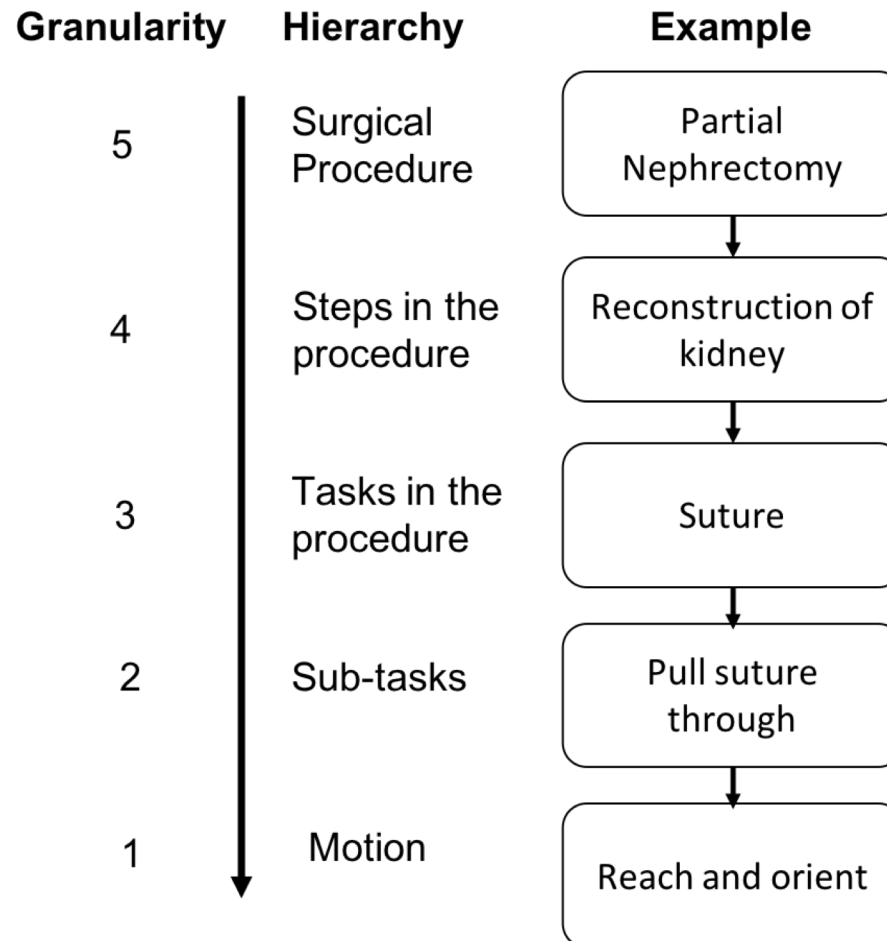 Granularity Hierarchy Example
5 Surgical Procedure Partial Nephrectomy
4 Steps in the procedure Reconstruction of kidney
3 Tasks in the procedure Suture
2 Sub-tasks Pull suture through
1 Motion Reach and orient